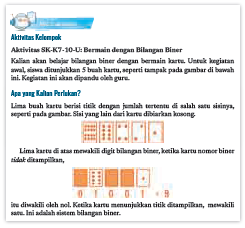 Aktivitas Kelompok
Aktivitas SK-K7-10-U: Bermain dengan Bilangan Biner
Kalian akan belajar bilangan biner dengan bermain kartu. Untuk kegiatan
awal, siswa ditunjukkan 5 buah kartu, seperti tampak pada gambar di bawah
ini. Kegiatan ini akan dipandu oleh guru.
Apa yang Kalian Perlukan?
Lima buah kartu berisi titik dengan jumlah tertentu di salah satu sisinya,
seperti pada gambar. Sisi yang lain dari kartu dibiarkan kosong.
Lima kartu di atas mewakili digit bilangan biner, ketika kartu nomor biner
tidak ditampilkan,
0 1 0 0 1 = 9
itu diwakili oleh nol. Ketika kartu menunjukkan titik ditampilkan, mewakili
satu. Ini adalah sistem bilangan biner.